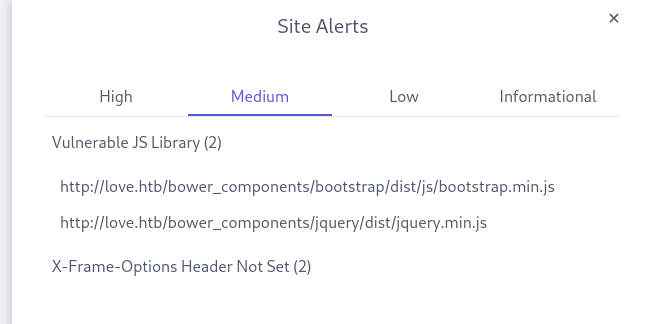 Site Alerts
×
High
Medium
Low
Informational
Vulnerable JS Library (2)
http://love.htb/bower_components/bootstrap/dist/js/bootstrap.min.js
http://love.htb/bower_components/jquery/dist/jquery.min.js
X-Frame-Options Header Not Set (2)